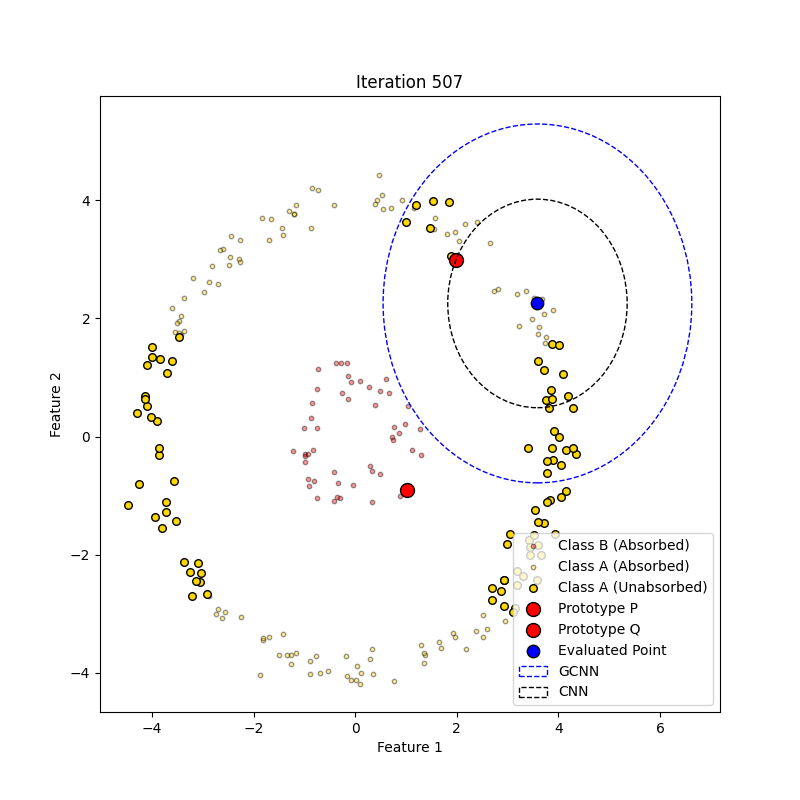 Iteration 507
4
2
0
−2
−4
Feature 2
−4 −2 0 2 4 6
Feature 1
Class B (Absorbed)
Class A (Absorbed)
Class A (Unabsorbed)
Prototype P
Prototype Q
Evaluated Point
GCNN
CNN